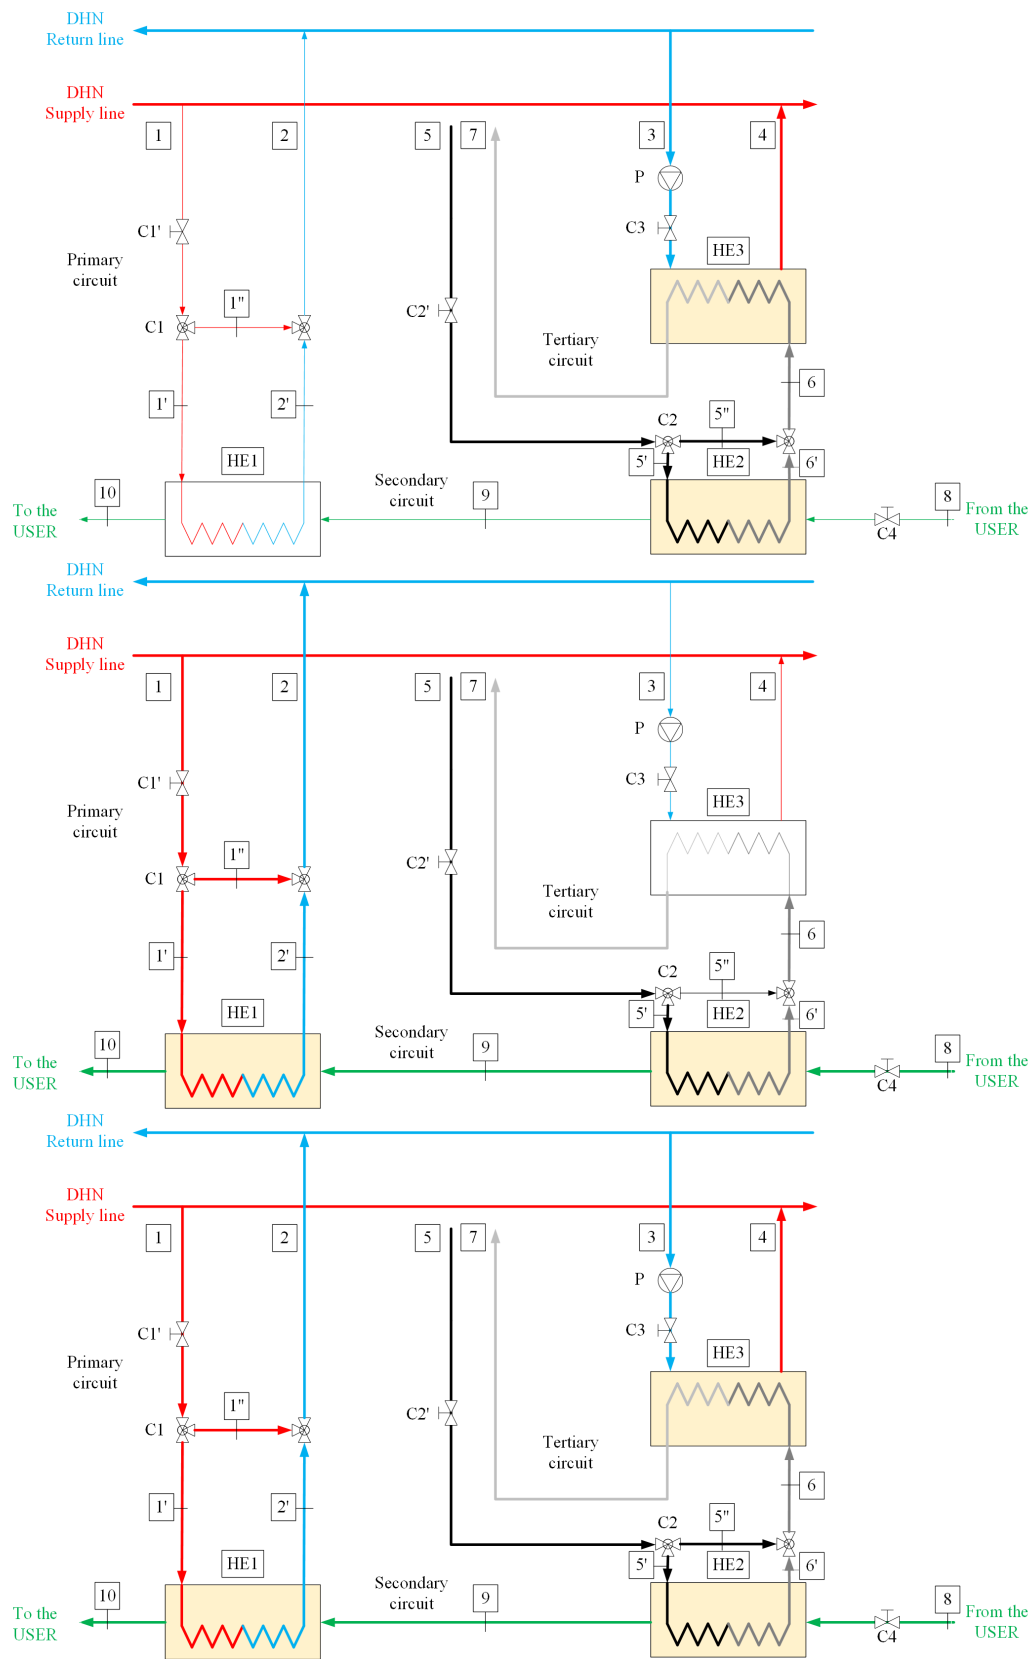 DHN
Return line
DHN
Supply line
1
2
5
7
3
4
P
C1'
C3
Primary
circuit
HE3
1"
C2'
C1
Tertiary
circuit
6
1'
2'
C2
5"
5'
HE2
6'
HE1
Secondary
circuit
10
9
8
To the
USER
From the
USER
C4
DHN
Return line
DHN
Supply line
1
2
5
7
3
4
P
C1'
C3
Primary
circuit
HE3
1"
C2'
C1
Tertiary
circuit
6
1'
2'
C2
5"
5'
HE2
6'
HE1
Secondary
circuit
10
9
8
To the
USER
From the
USER
C4
DHN
Return line
DHN
Supply line
1
2
5
7
3
4
P
C1'
C3
Primary
circuit
HE3
1"
C2'
C1
Tertiary
circuit
6
1'
2'
C2
5"
5'
HE2
6'
HE1
Secondary
circuit
10
9
8
To the
USER
From the
USER
C4